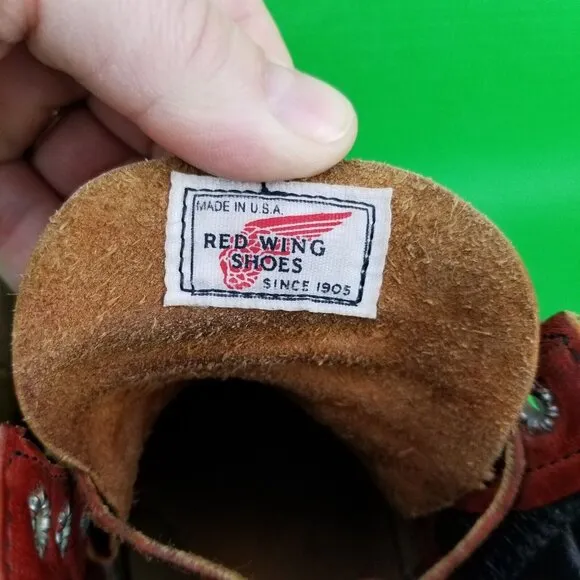 MADE IN U.S.A.
RED WING
SHOES
SINCE 1905